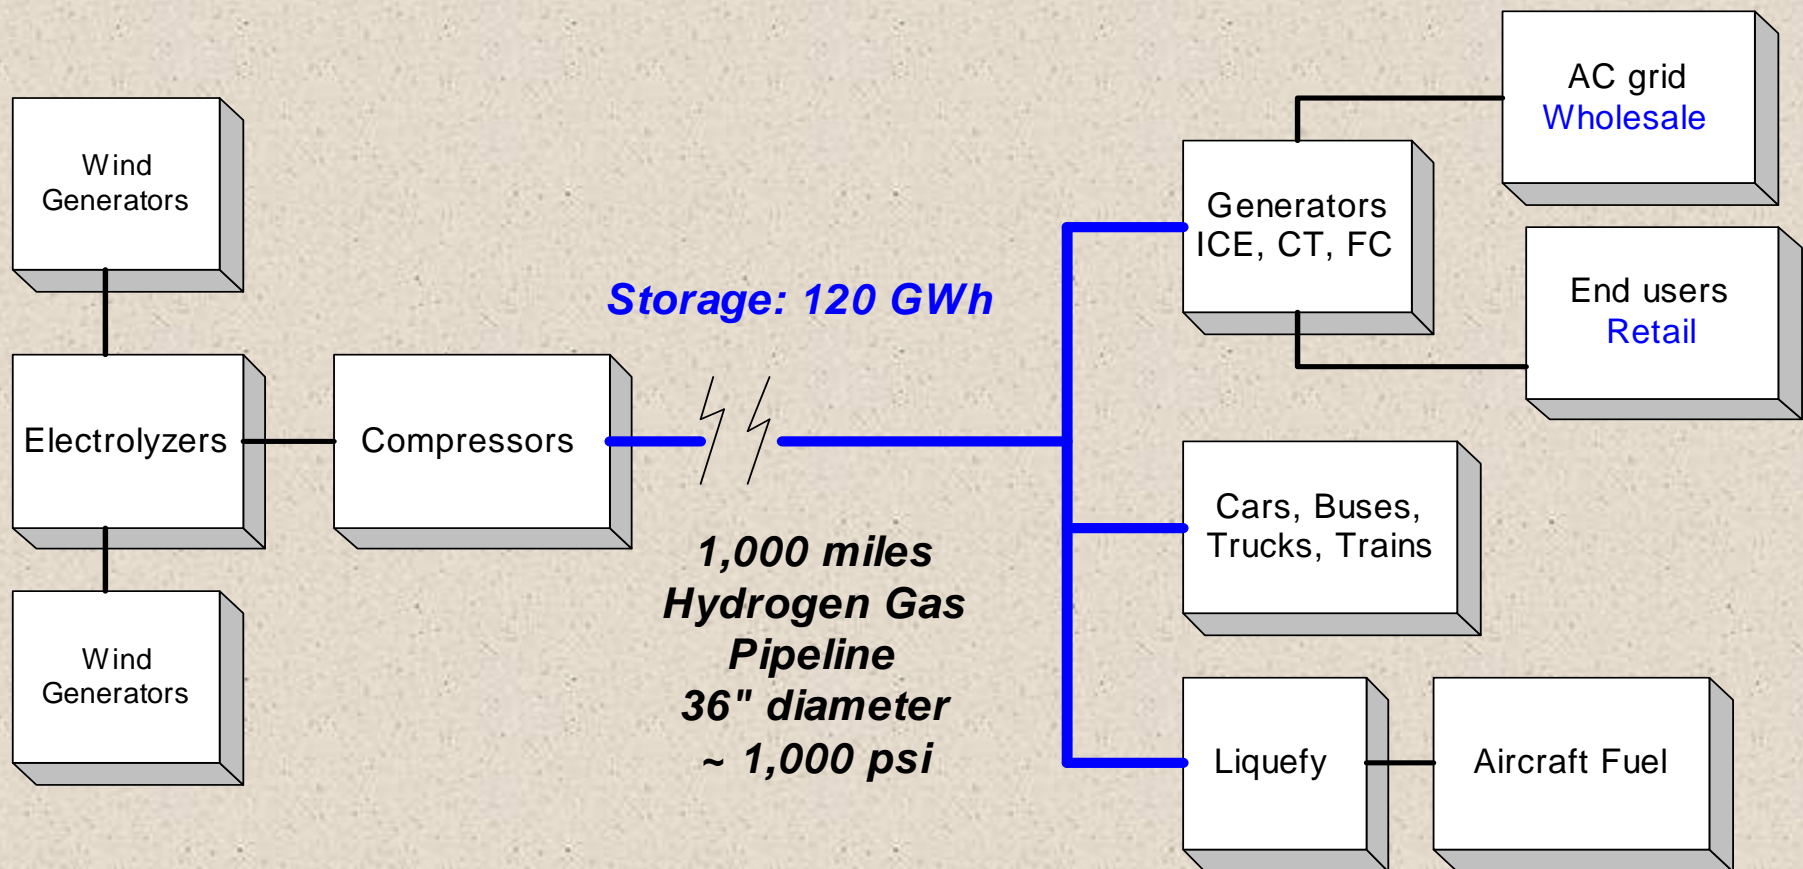 Wind
Generators
Electrolyzers
Wind
Generators
Compressors
Storage: 120 GWh
1,000 miles
Hydrogen Gas
Pipeline
36" diameter
~ 1,000 psi
Generators
ICE, CT, FC
AC grid
Wholesale
End users
Retail
Cars, Buses,
Trucks, Trains
Liquefy
Aircraft Fuel